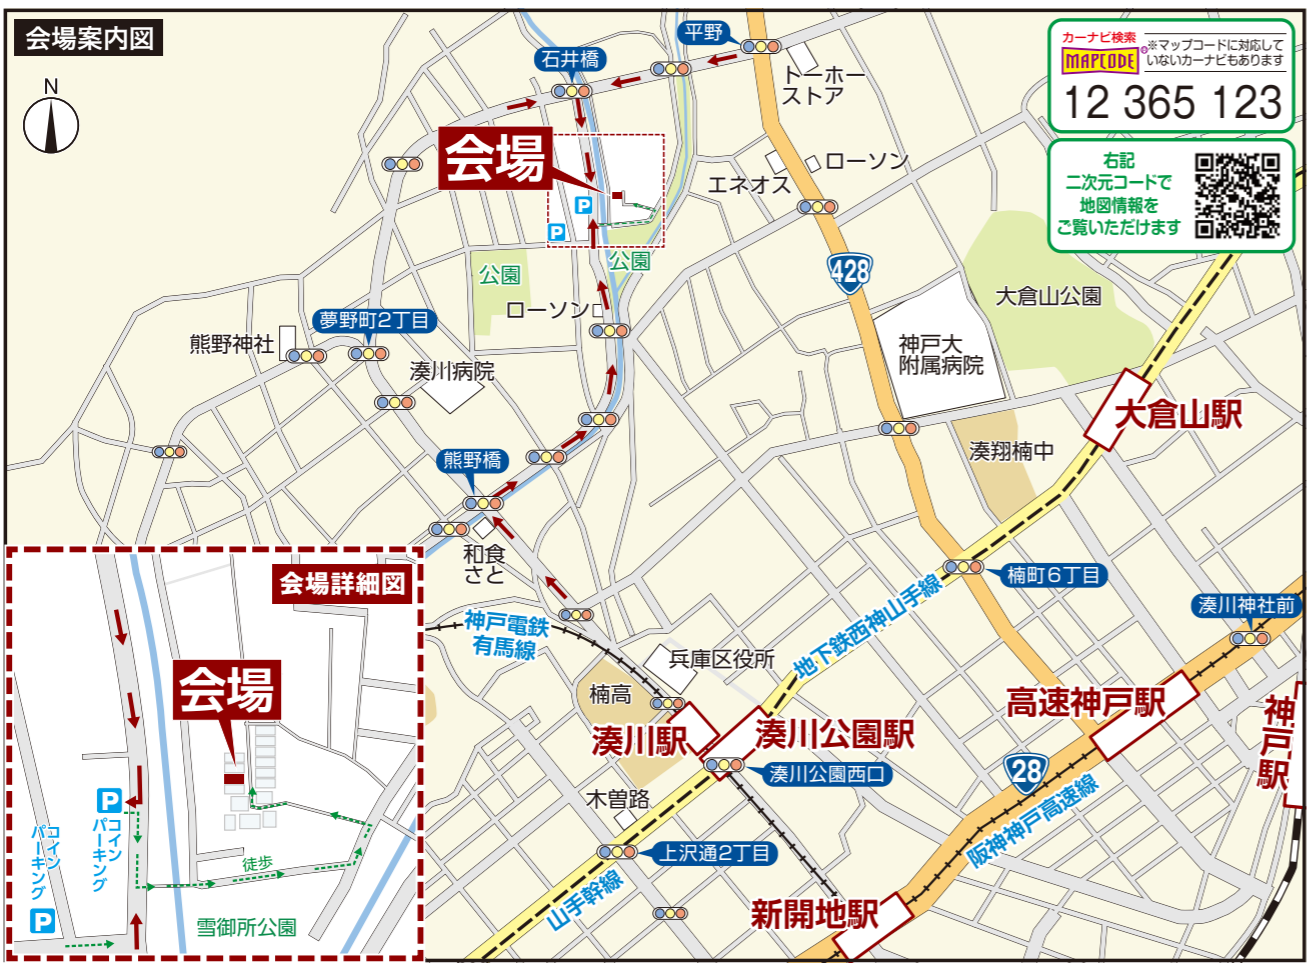 会場案内図
N
平野
石井橋
トーホー
ストア
カーナビ検索
MAPCODE
®
※マップコードに対応して
いないカーナビもあります
12 365 123
右記
二次元コードで
地図情報を
ご覧いただけます
会場
P
P
エネオス
ローソン
428
公園
公園
ローソン
大倉山公園
熊野神社
夢野町2丁目
湊川病院
神戸大
附属病院
大倉山駅
湊翔楠中
熊野橋
和食
さと
楠町6丁目
湊川神社前
神戸電鉄
有馬線
地下鉄西神山手線
兵庫区役所
楠高
湊川駅
湊川公園駅
高速神戸駅
神戸駅
湊川公園西口
28
木曽路
上沢通2丁目
阪神神戸高速線
山手幹線
新開地駅
会場詳細図
会場
P
コイン
パーキング
コイン
パーキング
P
徒歩
雪御所公園